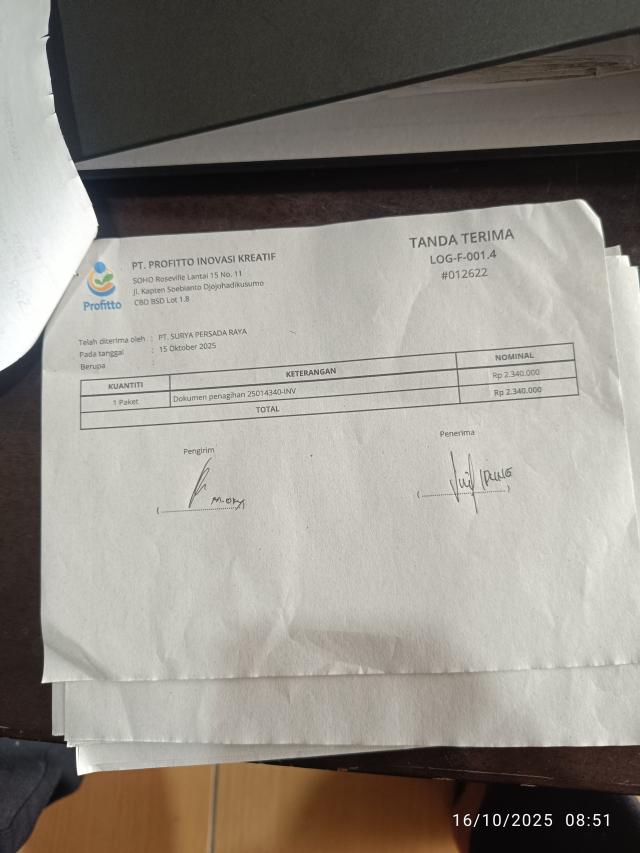 PT. PROFITTO INOVASI KREATIF
SOHO Roseville Lantai 15 No. 11
Jl. Kapten Soebianto Djojohadikusumo
CBD BSD Lot 1.8
Profitto
TANDA TERIMA
LOG-F-001.4
#012622
Telah diterima oleh : PT. SURYA PERSADA RAYA
Pada tanggal : 15 Oktober 2025
Berupa :
KUANTITI KETERANGAN NOMINAL
1 Paket Dokumen penagihan 25014340-INV Rp 2.340.000
TOTAL Rp 2.340.000
Pengirim Penerima
16/10/2025 08:51